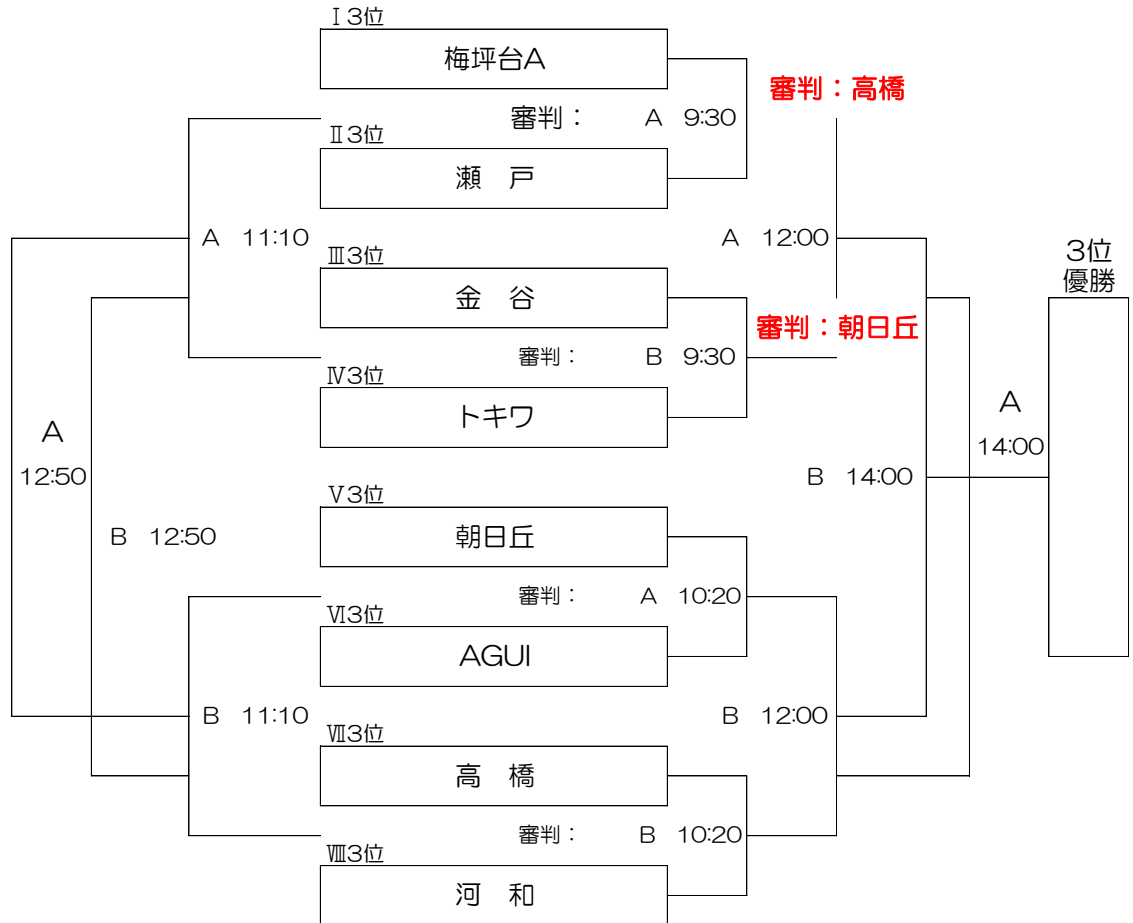 Ⅰ3位
梅坪台A
審判：高橋
審判： A 9:30
Ⅱ3位
瀬 戸
A 11:10
A 12:00
Ⅲ3位
3位
優勝
金 谷
審判：朝日丘
審判： B 9:30
Ⅳ3位
トキワ
A
12:50
A
14:00
B 14:00
Ⅴ3位
朝日丘
B 12:50
審判： A 10:20
Ⅵ3位
AGUI
B 11:10
B 12:00
Ⅶ3位
高 橋
審判： B 10:20
Ⅷ3位
河 和